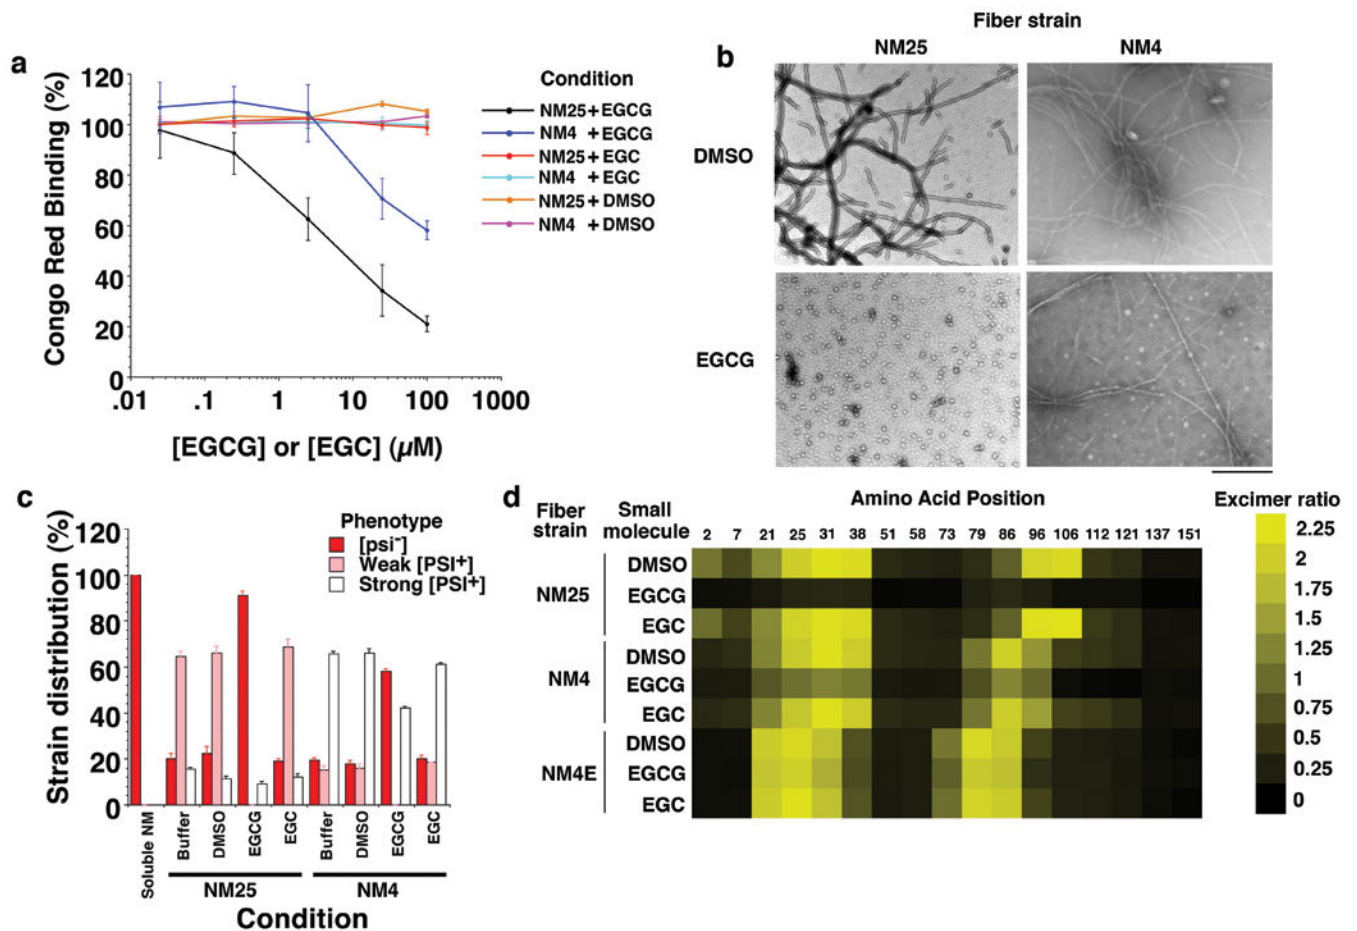 a
Congo Red Binding (%)
120
100
80
60
40
20
0
.01 .1 1 10 100 1000
[EGCG] or [EGC] (µM)
Condition
NM25+EGCG
NM4 +EGCG
NM25+EGC
NM4 +EGC
NM25+DMSO
NM4 +DMSO
b
Fiber strain
NM25 NM4
DMSO
EGCG
c
Strain distribution (%)
120
100
80
60
40
20
0
Phenotype
[psi-]
Weak [PSI+]
Strong [PSI+]
Soluble NM
Buffer
DMSO
EGCG
EGC
Buffer
DMSO
EGCG
EGC
NM25 NM4
Condition
d
Fiber strain
Small molecule
Amino Acid Position
2 7 21 25 31 38 51 58 73 79 86 96 106 112 121 137 151
NM25
DMSO
EGCG
EGC
NM4
DMSO
EGCG
EGC
NM4E
DMSO
EGCG
EGC
Excimer ratio
2.25
2
1.75
1.5
1.25
1
0.75
0.5
0.25
0